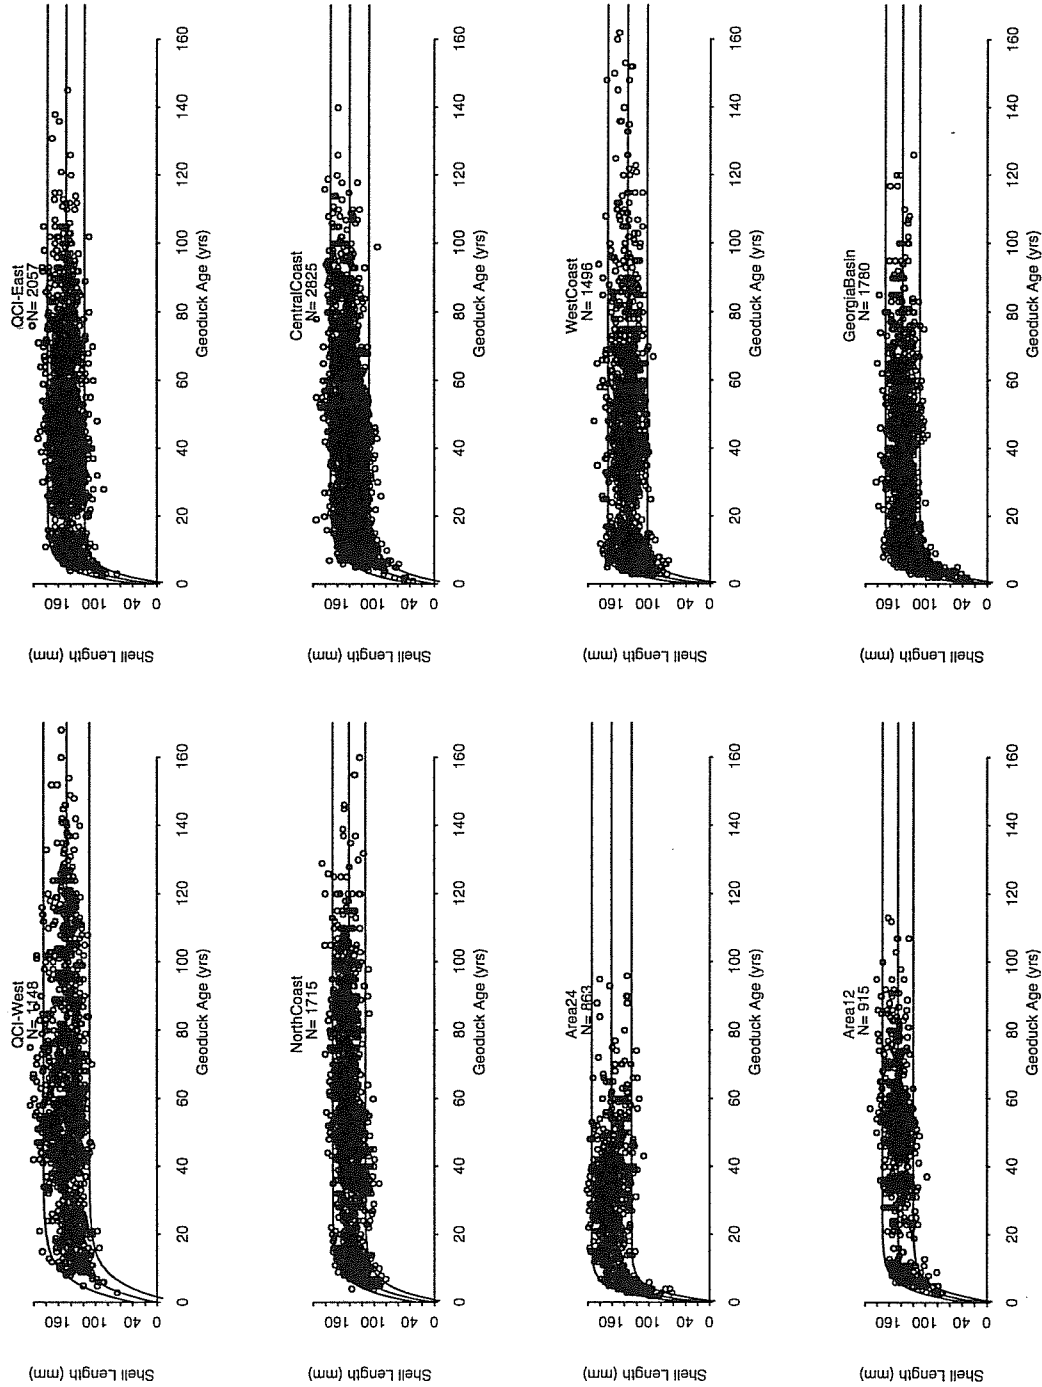 QCI-West
N= 1148
Shell Length (mm)
0 40 100 160
0 20 40 60 80 100 120 140 160
Geoduck Age (yrs)
QCI-East
N= 2057
Shell Length (mm)
0 40 100 160
0 20 40 60 80 100 120 140 160
Geoduck Age (yrs)
NorthCoast
N= 1715
Shell Length (mm)
0 40 100 160
0 20 40 60 80 100 120 140 160
Geoduck Age (yrs)
CentralCoast
N= 2825
Shell Length (mm)
0 40 100 160
0 20 40 60 80 100 120 140 160
Geoduck Age (yrs)
Area24
N= 863
Shell Length (mm)
0 40 100 160
0 20 40 60 80 100 120 140 160
Geoduck Age (yrs)
WestCoast
N= 1496
Shell Length (mm)
0 40 100 160
0 20 40 60 80 100 120 140 160
Geoduck Age (yrs)
Area12
N= 915
Shell Length (mm)
0 40 100 160
0 20 40 60 80 100 120 140 160
Geoduck Age (yrs)
GeorgiaBasin
N= 1780
Shell Length (mm)
0 40 100 160
0 20 40 60 80 100 120 140 160
Geoduck Age (yrs)